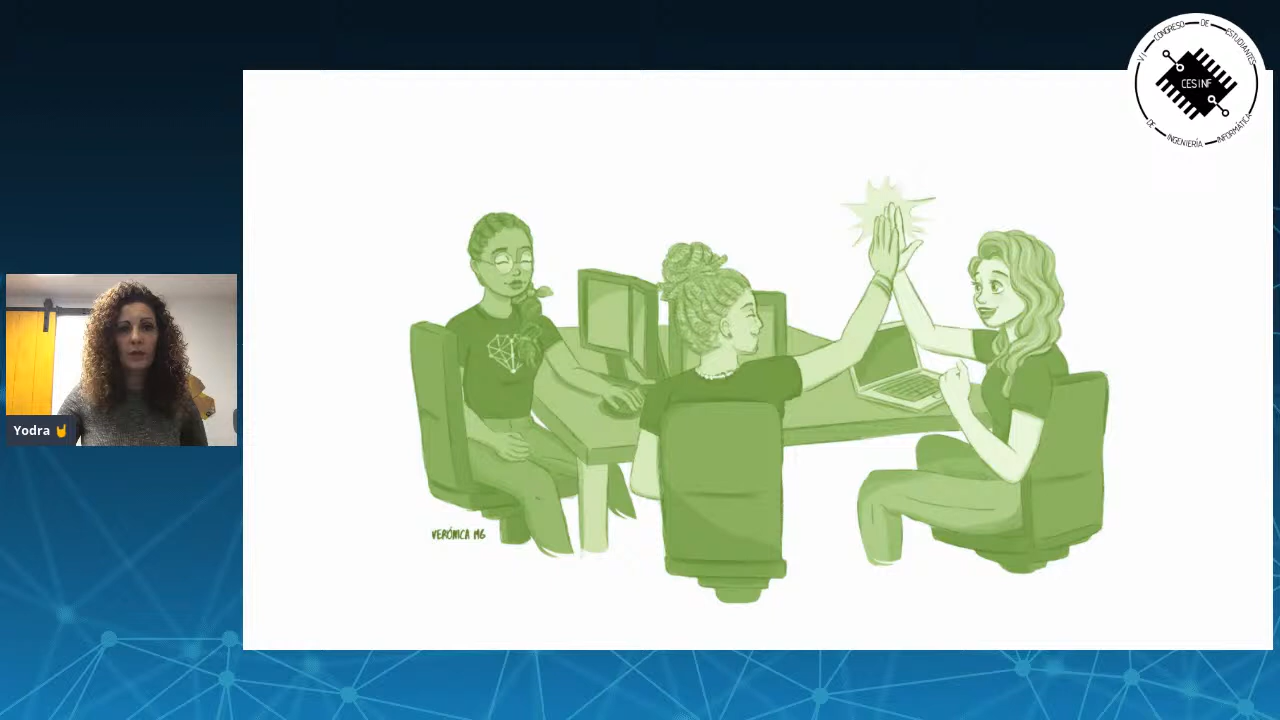 VI CONGRESO DE ESTUDIANTES
CESINF
DE INGENIERÍA INFORMÁTICA
Yodra 🤘
VERÓNICA MG